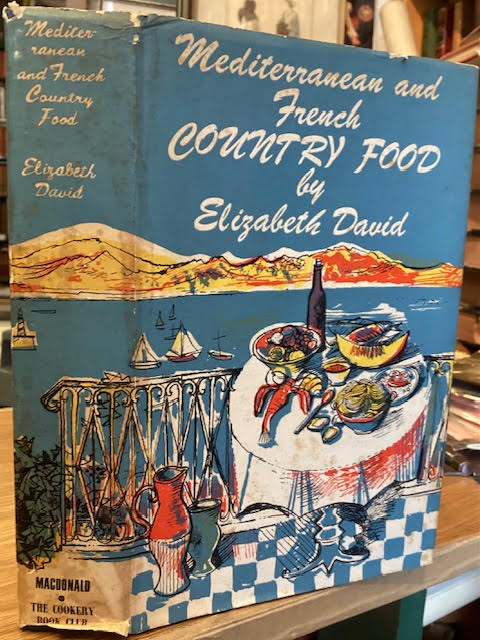 Mediter-
ranean
and French
Country
Food
Elizabeth
David
MACDONALD
THE COOKERY
BOOK CLUB
Mediterranean and
French
COUNTRY FOOD
by
Elizabeth David